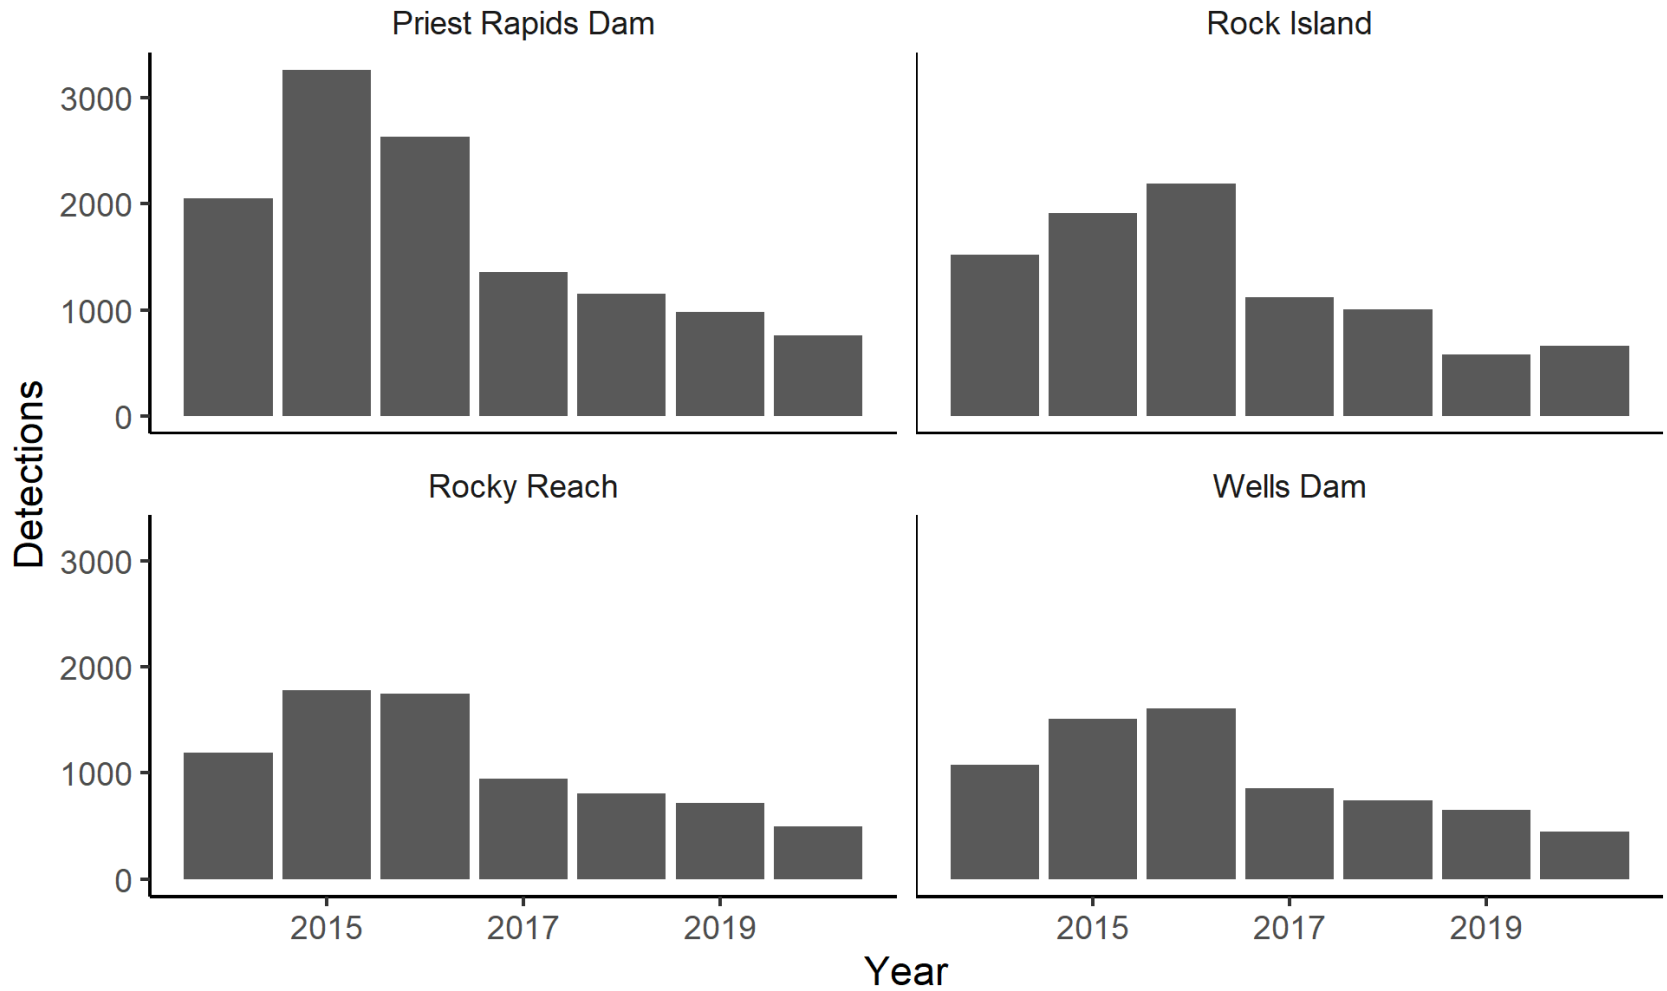 Priest Rapids Dam
Rock Island
3000
2000
1000
0
Detections
Rocky Reach
Wells Dam
3000
2000
1000
0
2015 2017 2019 2015 2017 2019
Year